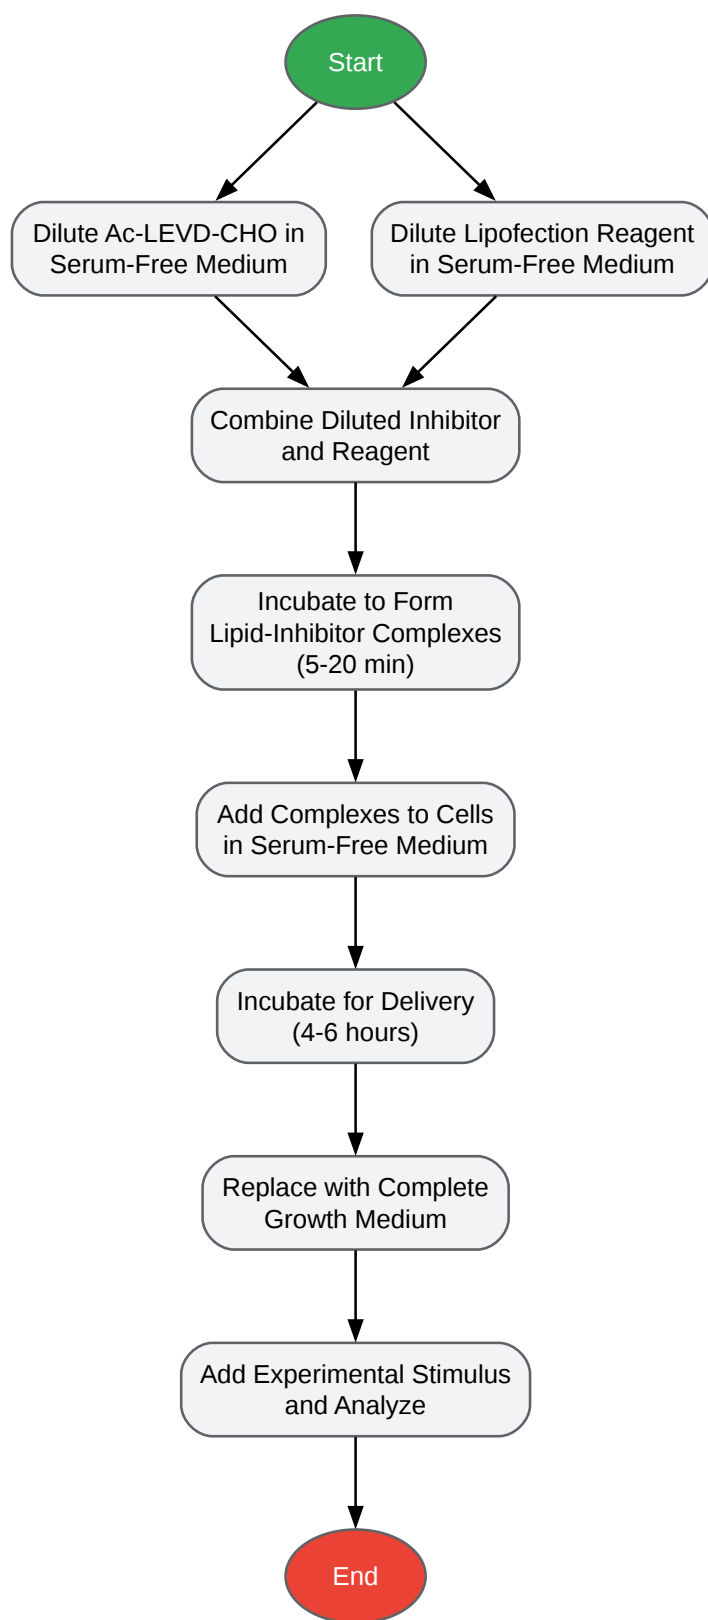 Start
Dilute Ac-LEVD-CHO in
Serum-Free Medium
Dilute Lipofection Reagent
in Serum-Free Medium
Combine Diluted Inhibitor
and Reagent
Incubate to Form
Lipid-Inhibitor Complexes
(5-20 min)
Add Complexes to Cells
in Serum-Free Medium
Incubate for Delivery
(4-6 hours)
Replace with Complete
Growth Medium
Add Experimental Stimulus
and Analyze
End